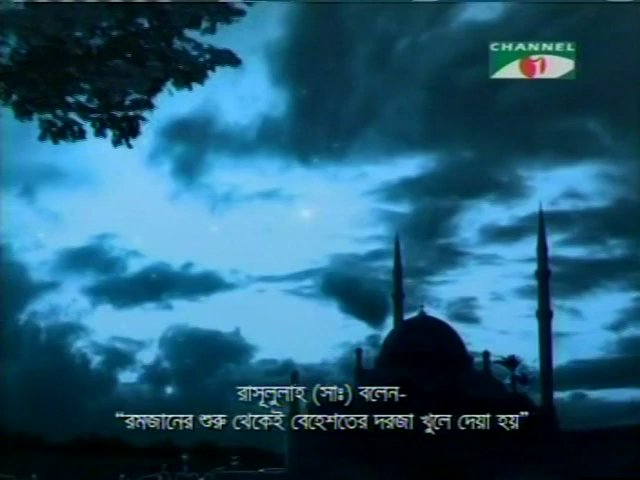 CHANNEL
i
রাসূলুলাহ (সাঃ) বলেন-
“রমজানের শুরু থেকেই বেহেশতের দরজা খুলে দেয়া হয়”